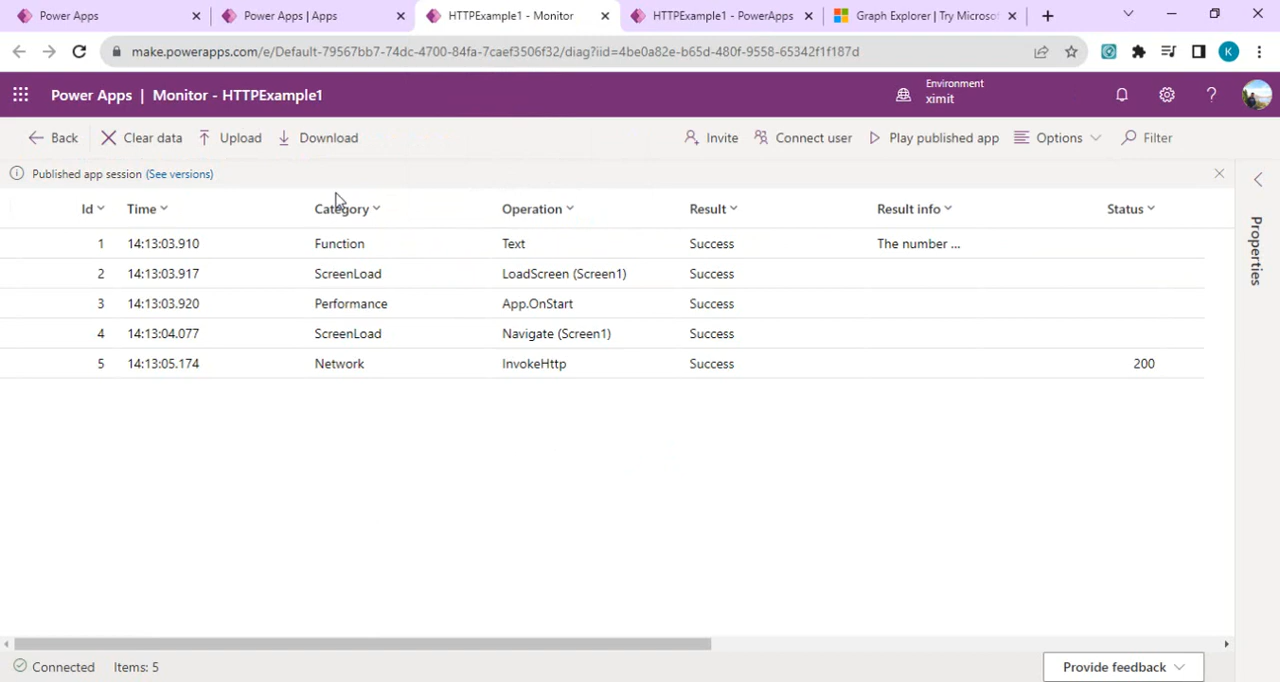 Power Apps
Power Apps | Apps
HTTPExample1 - Monitor
HTTPExample1 - PowerApps
Graph Explorer | Try Microsof
make.powerapps.com/e/Default-79567bb7-74dc-4700-84fa-7caef3506f32/diag?iid=4be0a82e-b65d-480f-9558-65342f1f187d
K
Power Apps | Monitor - HTTPExample1
Environment
ximit
Back
Clear data
Upload
Download
Invite
Connect user
Play published app
Options
Filter
Published app session (See versions)
Properties
Id Time Category Operation Result Result info Status
1 14:13:03.910 Function Text Success The number ...
2 14:13:03.917 ScreenLoad LoadScreen (Screen1) Success
3 14:13:03.920 Performance App.OnStart Success
4 14:13:04.077 ScreenLoad Navigate (Screen1) Success
5 14:13:05.174 Network InvokeHttp Success 200
Connected Items: 5
Provide feedback